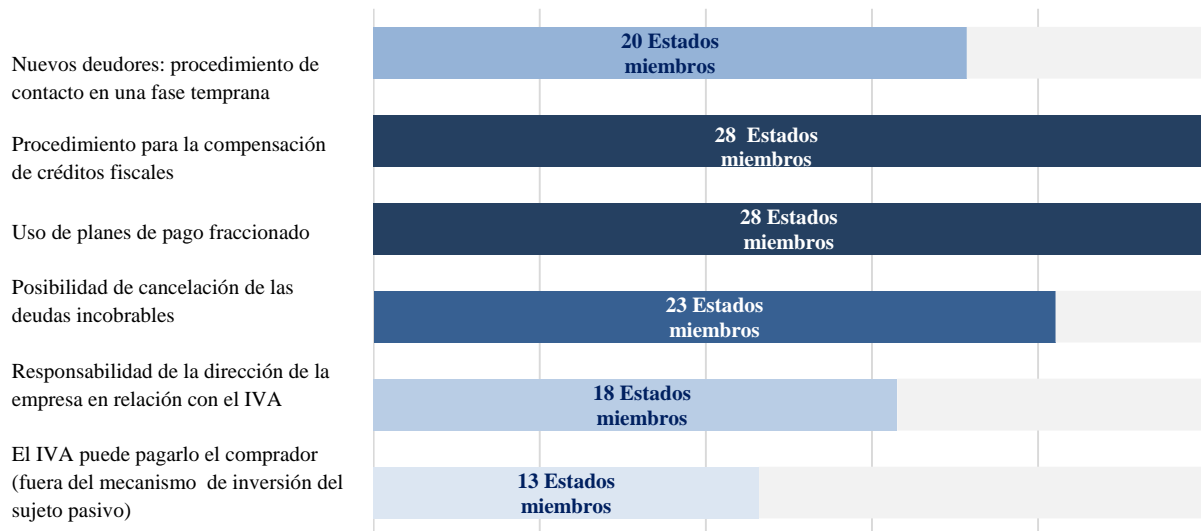 20 Estados
miembros
Nuevos deudores: procedimiento de
contacto en una fase temprana
28 Estados
miembros
Procedimiento para la compensación
de créditos fiscales
28 Estados
miembros
Uso de planes de pago fraccionado
23 Estados
miembros
Posibilidad de cancelación de las
deudas incobrables
18 Estados
miembros
Responsabilidad de la dirección de la
empresa en relación con el IVA
13 Estados
miembros
El IVA puede pagarlo el comprador
(fuera del mecanismo de inversión del
sujeto pasivo)